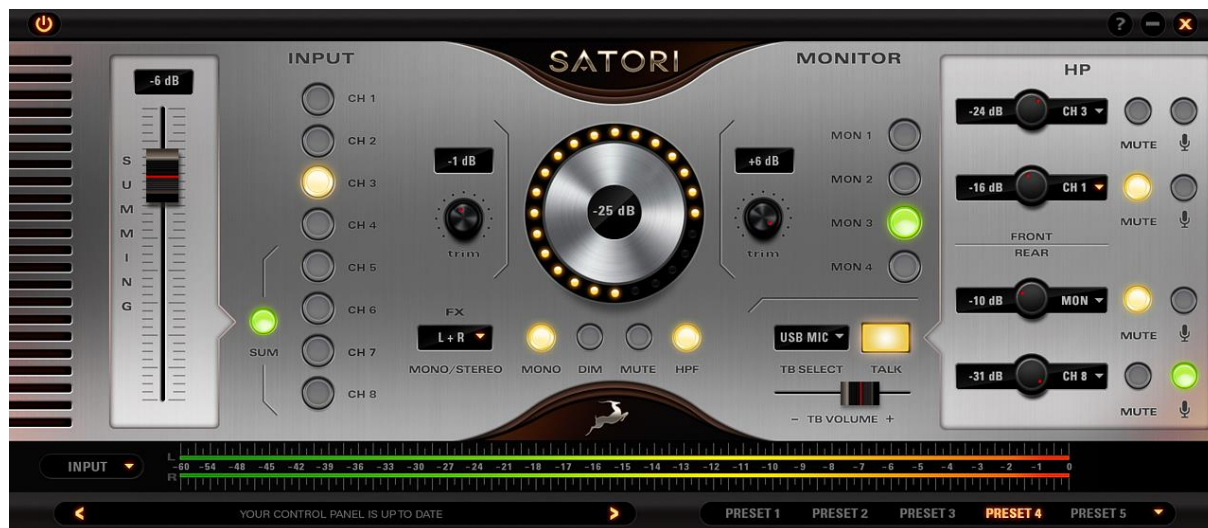 ?
SATORI
INPUT
MONITOR
HP
-6 dB
SUMMING
CH 1
CH 2
CH 3
CH 4
CH 5
CH 6
CH 7
CH 8
SUM
-1 dB
trim
-25 dB
+6 dB
trim
MON 1
MON 2
MON 3
MON 4
FX
L + R
MONO/STEREO
MONO
DIM
MUTE
HPF
USB MIC
TB SELECT
TALK
- TB VOLUME +
-24 dB CH 3
MUTE
-16 dB CH 1
MUTE
FRONT
REAR
-10 dB MON
MUTE
-31 dB CH 8
MUTE
INPUT
L
-60 -54 -48 -45 -42 -39 -36 -33 -30 -27 -24 -21 -18 -17 -16 -15 -14 -13 -12 -11 -10 -9 -8 -7 -6 -5 -4 -3 -2 -1 0
R
< YOUR CONTROL PANEL IS UP TO DATE >
PRESET 1 PRESET 2 PRESET 3 PRESET 4 PRESET 5